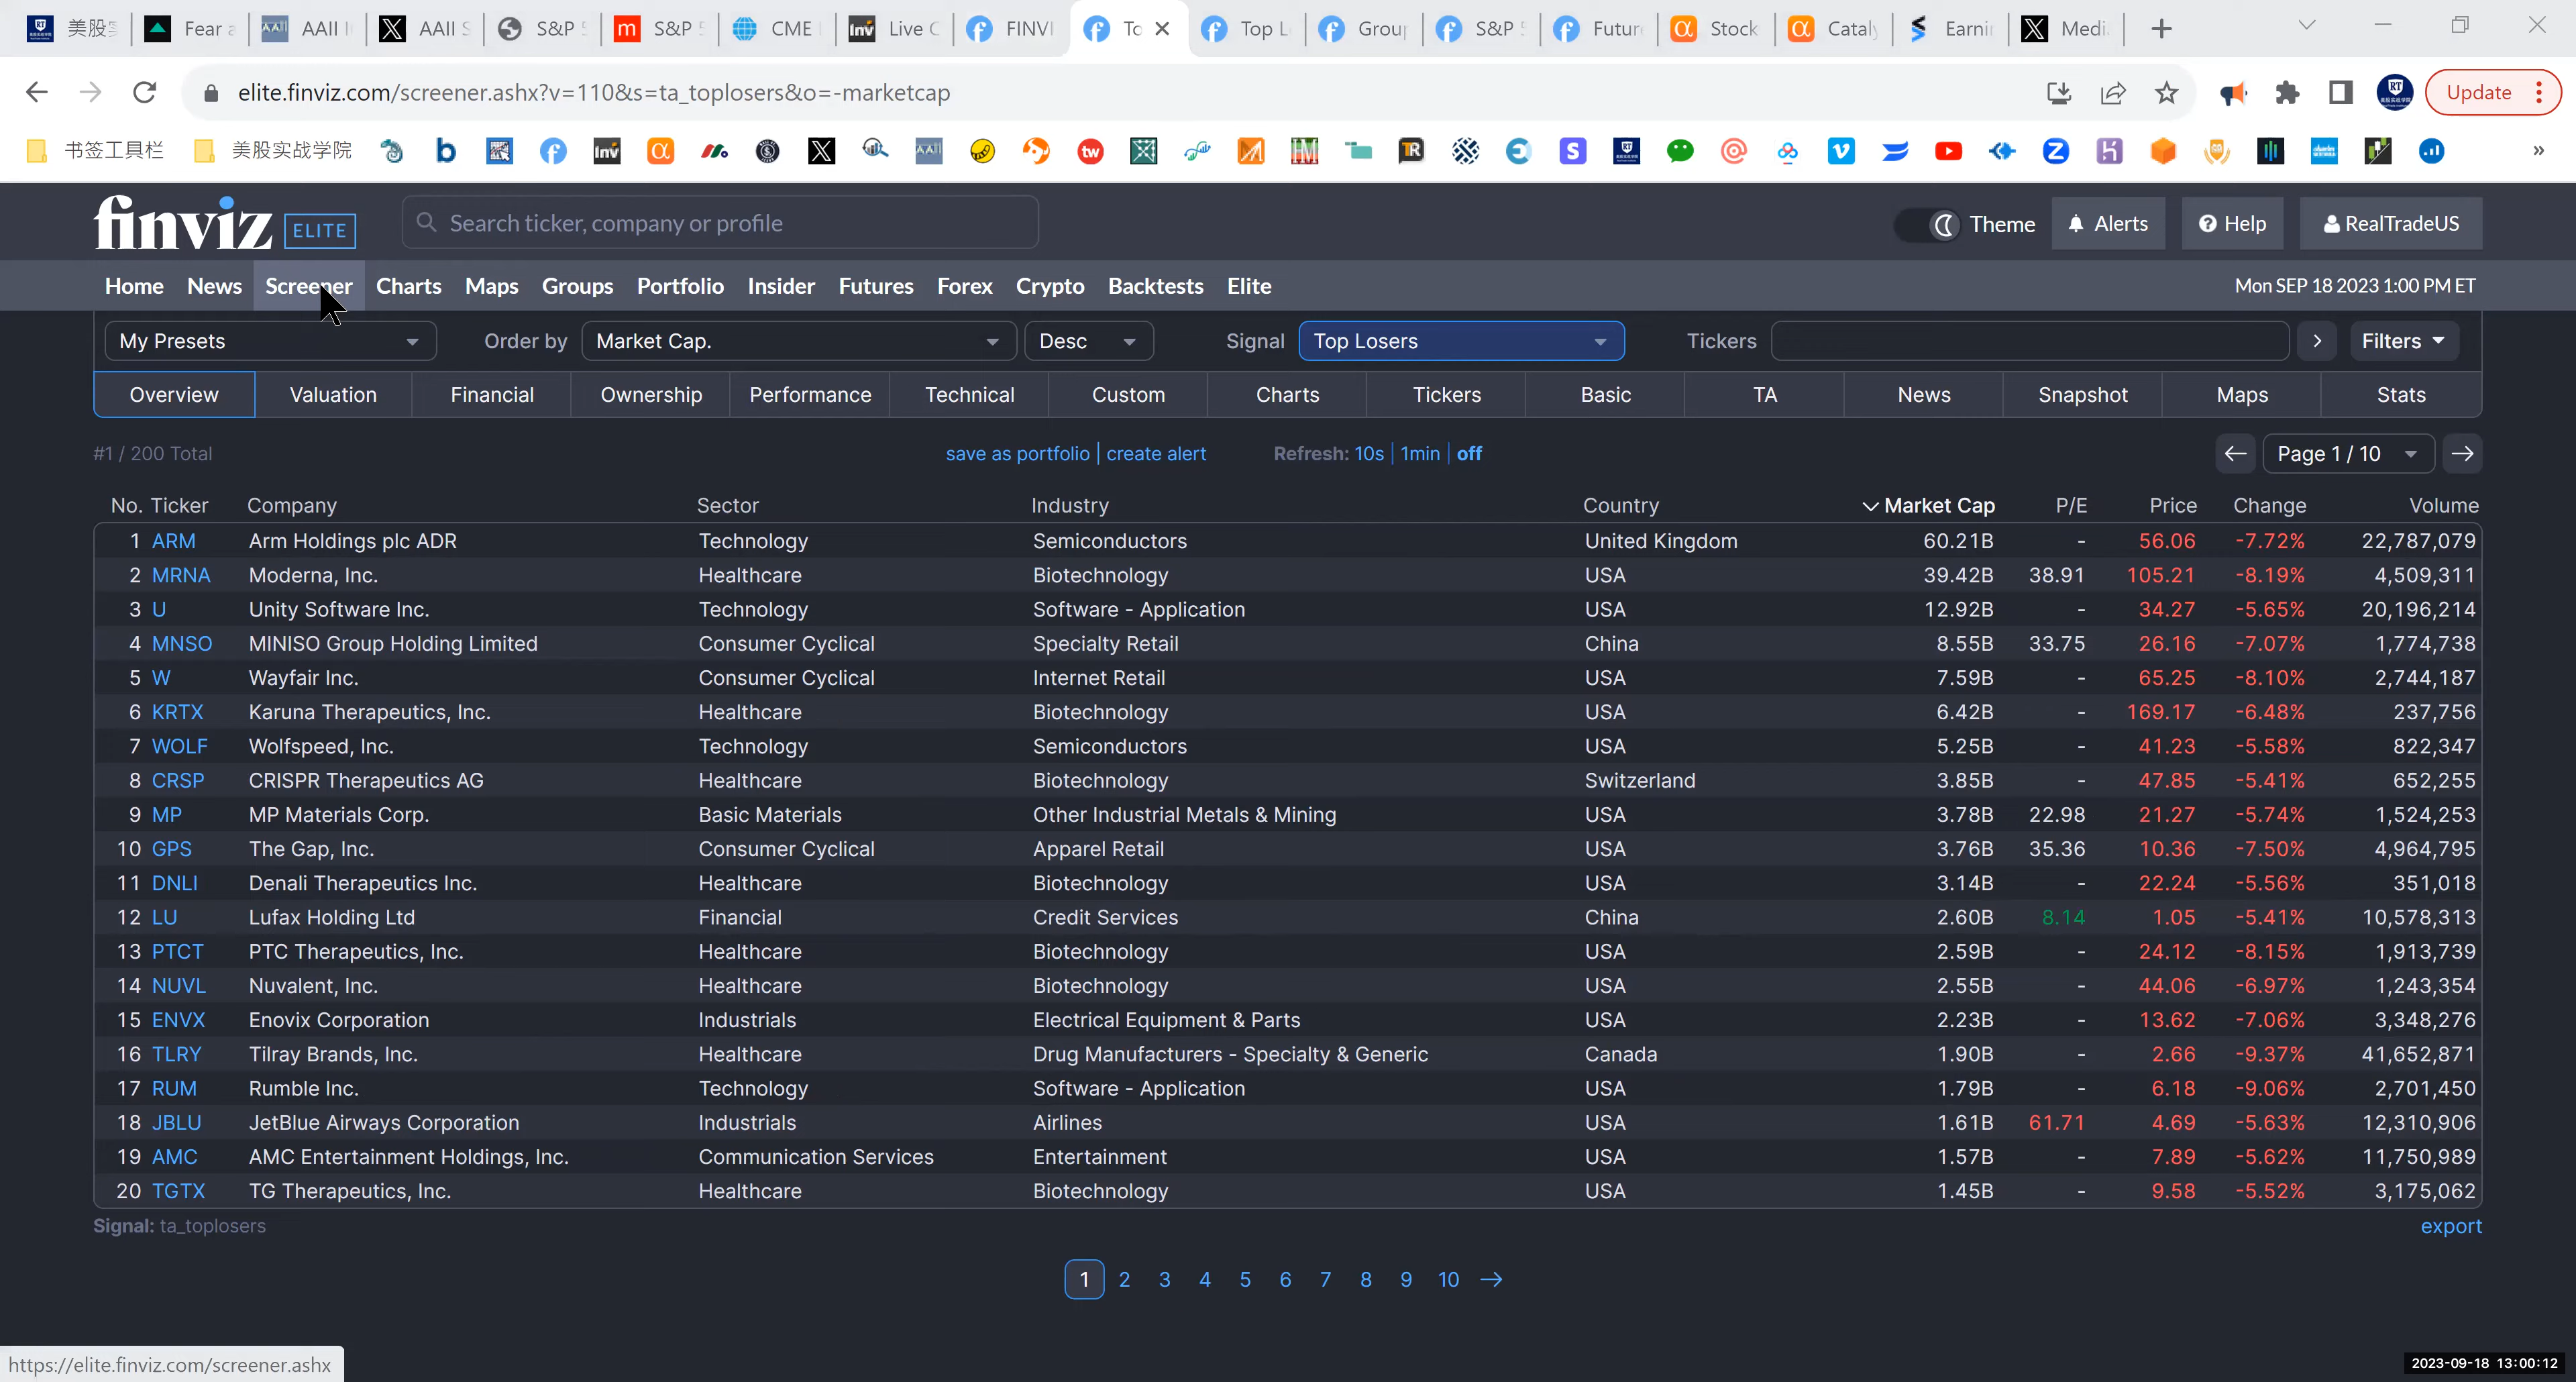 美股 Fear AAII AAII S S&P S&P CME Live C FINVI To Top L Group S&P Future Stock Catal Earni Medi
elite.finviz.com/screener.ashx?v=110&s=ta_toplosers&o=-marketcap Update
书签工具栏 美股实战学院
finviz ELITE Search ticker, company or profile Theme Alerts Help RealTradeUS
Home News Screener Charts Maps Groups Portfolio Insider Futures Forex Crypto Backtests Elite Mon SEP 18 2023 1:00 PM ET
My Presets Order by Market Cap. Desc Signal Top Losers Tickers > Filters
Overview Valuation Financial Ownership Performance Technical Custom Charts Tickers Basic TA News Snapshot Maps Stats
#1 / 200 Total save as portfolio | create alert Refresh: 10s | 1min | off Page 1 / 10
No. Ticker Company Sector Industry Country Market Cap P/E Price Change Volume
1 ARM Arm Holdings plc ADR Technology Semiconductors United Kingdom 60.21B - 56.06 -7.72% 22,787,079
2 MRNA Moderna, Inc. Healthcare Biotechnology USA 39.42B 38.91 105.21 -8.19% 4,509,311
3 U Unity Software Inc. Technology Software - Application USA 12.92B - 34.27 -5.65% 20,196,214
4 MNSO MINISO Group Holding Limited Consumer Cyclical Specialty Retail China 8.55B 33.75 26.16 -7.07% 1,774,738
5 W Wayfair Inc. Consumer Cyclical Internet Retail USA 7.59B - 65.25 -8.10% 2,744,187
6 KRTX Karuna Therapeutics, Inc. Healthcare Biotechnology USA 6.42B - 169.17 -6.48% 237,756
7 WOLF Wolfspeed, Inc. Technology Semiconductors USA 5.25B - 41.23 -5.58% 822,347
8 CRSP CRISPR Therapeutics AG Healthcare Biotechnology Switzerland 3.85B - 47.85 -5.41% 652,255
9 MP MP Materials Corp. Basic Materials Other Industrial Metals & Mining USA 3.78B 22.98 21.27 -5.74% 1,524,253
10 GPS The Gap, Inc. Consumer Cyclical Apparel Retail USA 3.76B 35.36 10.36 -7.50% 4,964,795
11 DNLI Denali Therapeutics Inc. Healthcare Biotechnology USA 3.14B - 22.24 -5.56% 351,018
12 LU Lufax Holding Ltd Financial Credit Services China 2.60B 8.14 1.05 -5.41% 10,578,313
13 PTCT PTC Therapeutics, Inc. Healthcare Biotechnology USA 2.59B - 24.12 -8.15% 1,913,739
14 NUVL Nuvalent, Inc. Healthcare Biotechnology USA 2.55B - 44.06 -6.97% 1,243,354
15 ENVX Enovix Corporation Industrials Electrical Equipment & Parts USA 2.23B - 13.62 -7.06% 3,348,276
16 TLRY Tilray Brands, Inc. Healthcare Drug Manufacturers - Specialty & Generic Canada 1.90B - 2.66 -9.37% 41,652,871
17 RUM Rumble Inc. Technology Software - Application USA 1.79B - 6.18 -9.06% 2,701,450
18 JBLU JetBlue Airways Corporation Industrials Airlines USA 1.61B 61.71 4.69 -5.63% 12,310,906
19 AMC AMC Entertainment Holdings, Inc. Communication Services Entertainment USA 1.57B - 7.89 -5.62% 11,750,989
20 TGTX TG Therapeutics, Inc. Healthcare Biotechnology USA 1.45B - 9.58 -5.52% 3,175,062
Signal: ta_toplosers export
1 2 3 4 5 6 7 8 9 10
https://elite.finviz.com/screener.ashx
2023-09-18 13:00:12